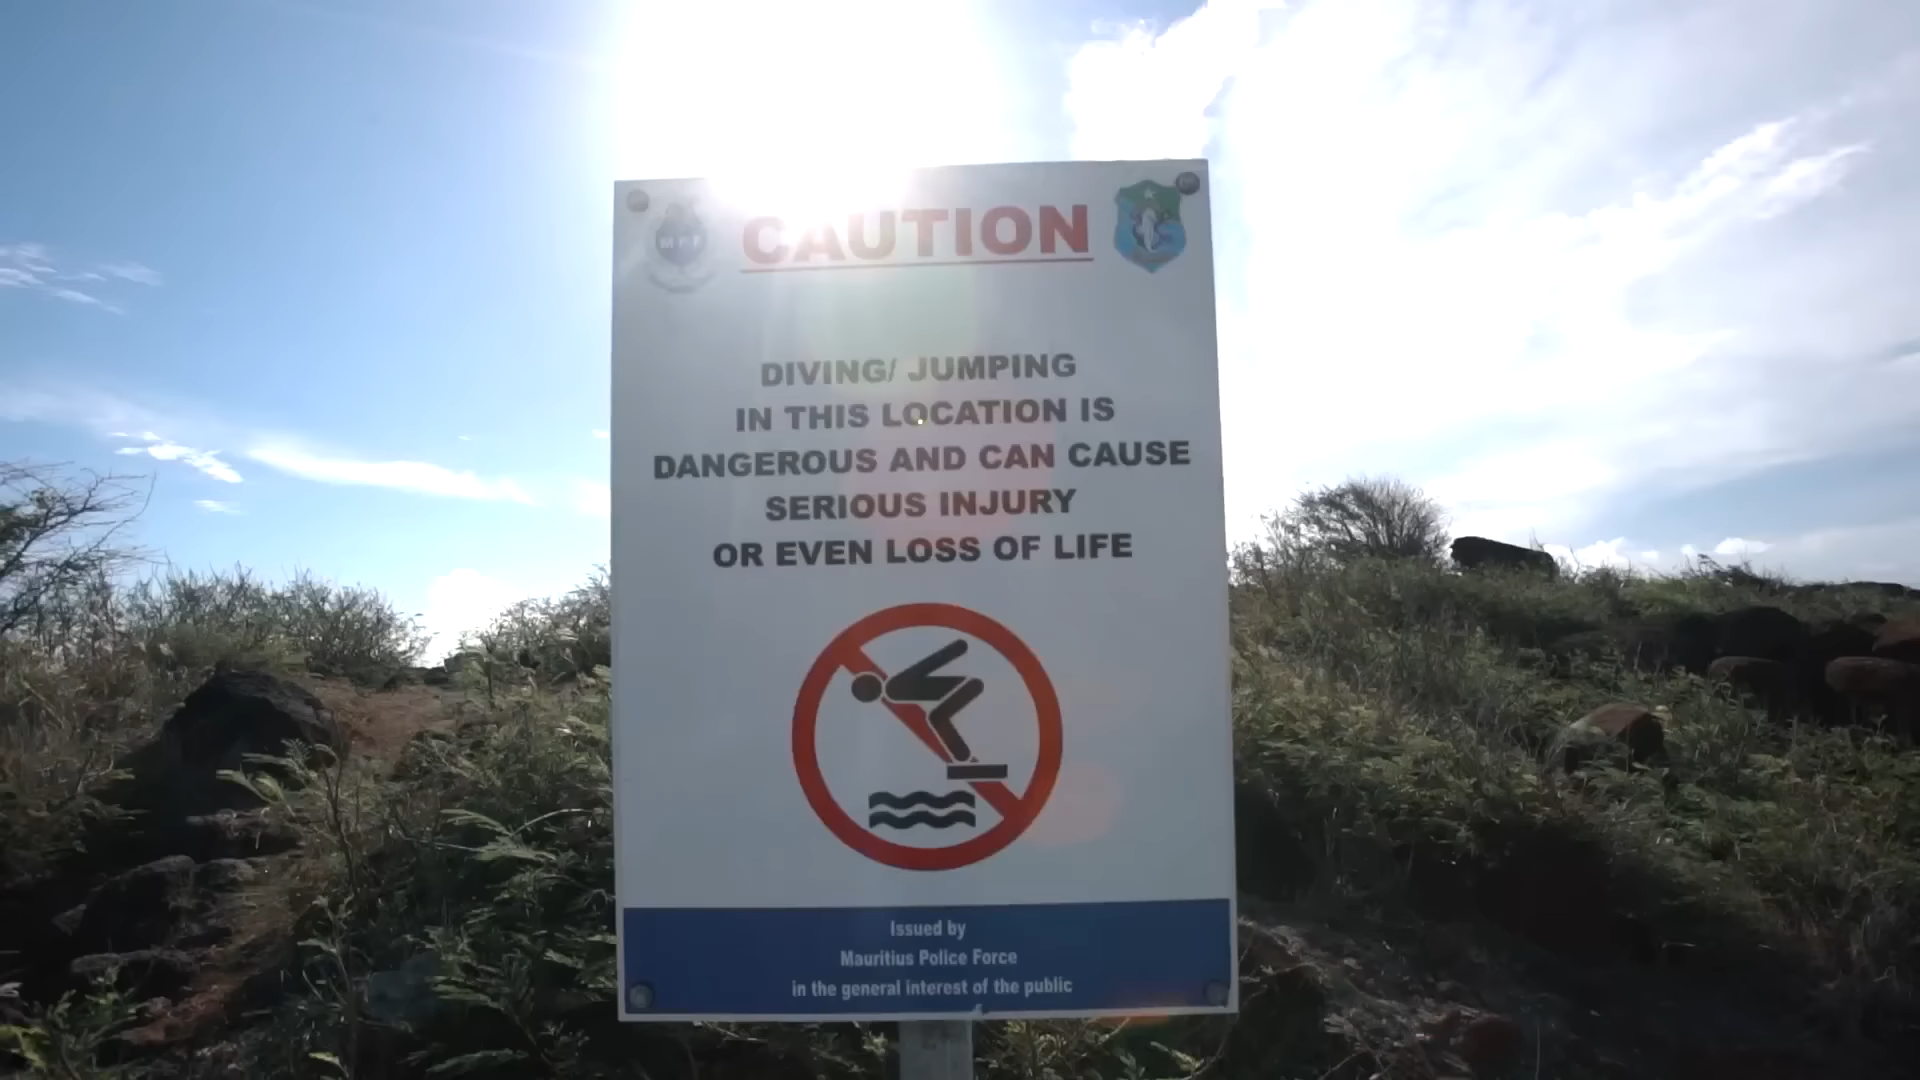 MPF
CAUTION
DIVING/ JUMPING
IN THIS LOCATION IS
DANGEROUS AND CAN CAUSE
SERIOUS INJURY
OR EVEN LOSS OF LIFE
Issued by
Mauritius Police Force
in the general interest of the public